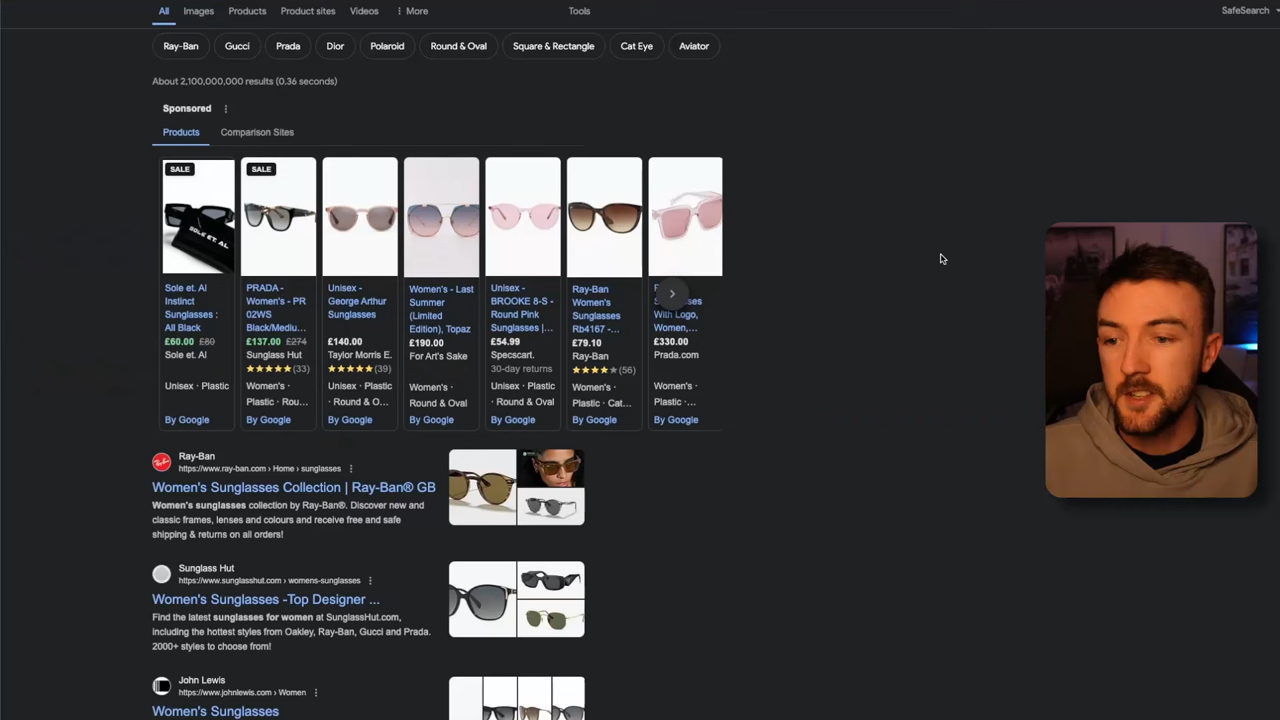 All Images Products Product sites Videos More Tools SafeSearch
Ray-Ban Gucci Prada Dior Polaroid Round & Oval Square & Rectangle Cat Eye Aviator
About 2,100,000,000 results (0.36 seconds)
Sponsored
Products Comparison Sites
SALE
SOLE ET. AL
Sole et. Al
Instinct
Sunglasses :
All Black
£60.00 £80
Sole et. Al
Unisex · Plastic
By Google
SALE
PRADA -
Women's - PR
02WS
Black/Mediu...
£137.00 £274
Sunglass Hut
(33)
Women's ·
Plastic · Rou...
By Google
Unisex -
George Arthur
Sunglasses
£140.00
Taylor Morris E.
(39)
Unisex · Plastic
· Round & O...
By Google
Women's - Last
Summer
(Limited
Edition), Topaz
£190.00
For Art's Sake
Women's ·
Round & Oval
By Google
Unisex -
BROOKE 8-S -
Round Pink
Sunglasses |...
£54.99
Specscart.
30-day returns
Unisex · Plastic
· Round & Oval
By Google
Ray-Ban
Women's
Sunglasses
Rb4167 -...
£79.10
Ray-Ban
(56)
Women's ·
Plastic · Cat...
By Google
With Logo,
Women,...
£330.00
Prada.com
Women's ·
Plastic ·...
By Google
Ray-Ban
https://www.ray-ban.com › Home › sunglasses
Women's Sunglasses Collection | Ray-Ban® GB
Women's sunglasses collection by Ray-Ban®. Discover new and
classic frames, lenses and colours and receive free and safe
shipping & returns on all orders!
Sunglass Hut
https://www.sunglasshut.com › womens-sunglasses
Women's Sunglasses -Top Designer ...
Find the latest sunglasses for women at SunglassHut.com,
including the hottest styles from Oakley, Ray-Ban, Gucci and Prada.
2000+ styles to choose from!
John Lewis
https://www.johnlewis.com › Women
Women's Sunglasses